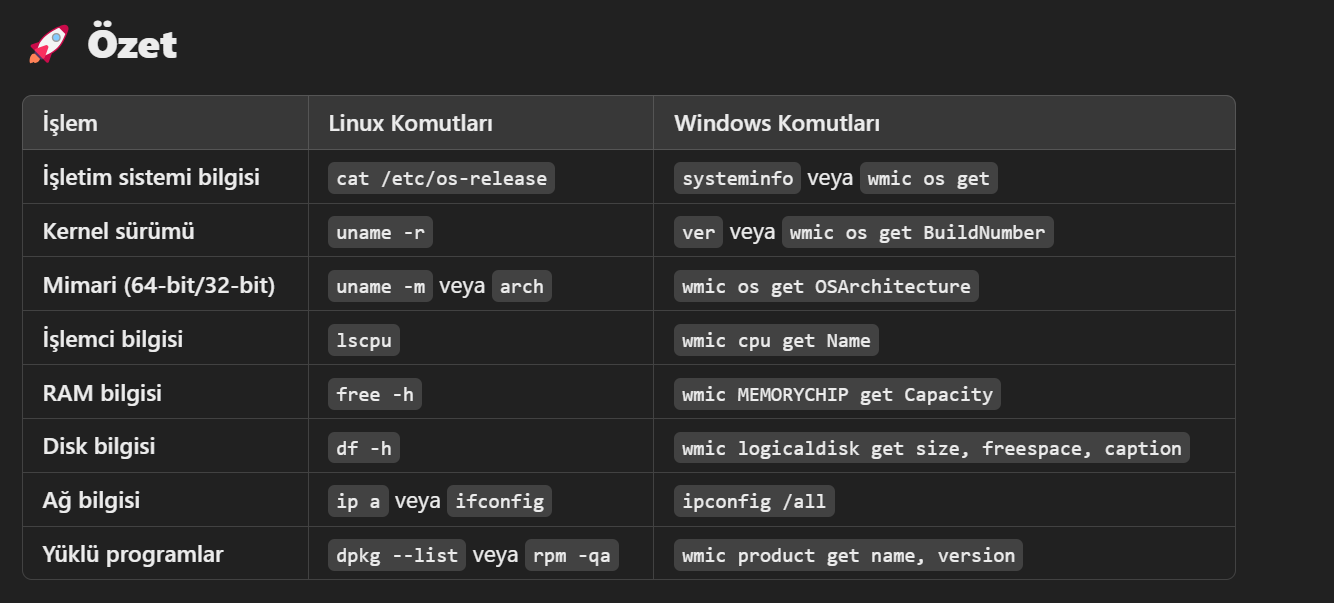 🚀 Özet
İşlem Linux Komutları Windows Komutları
İşletim sistemi bilgisi cat /etc/os-release systeminfo veya wmic os get
Kernel sürümü uname -r ver veya wmic os get BuildNumber
Mimari (64-bit/32-bit) uname -m veya arch wmic os get OSArchitecture
İşlemci bilgisi lscpu wmic cpu get Name
RAM bilgisi free -h wmic MEMORYCHIP get Capacity
Disk bilgisi df -h wmic logicaldisk get size, freespace, caption
Ağ bilgisi ip a veya ifconfig ipconfig /all
Yüklü programlar dpkg --list veya rpm -qa wmic product get name, version